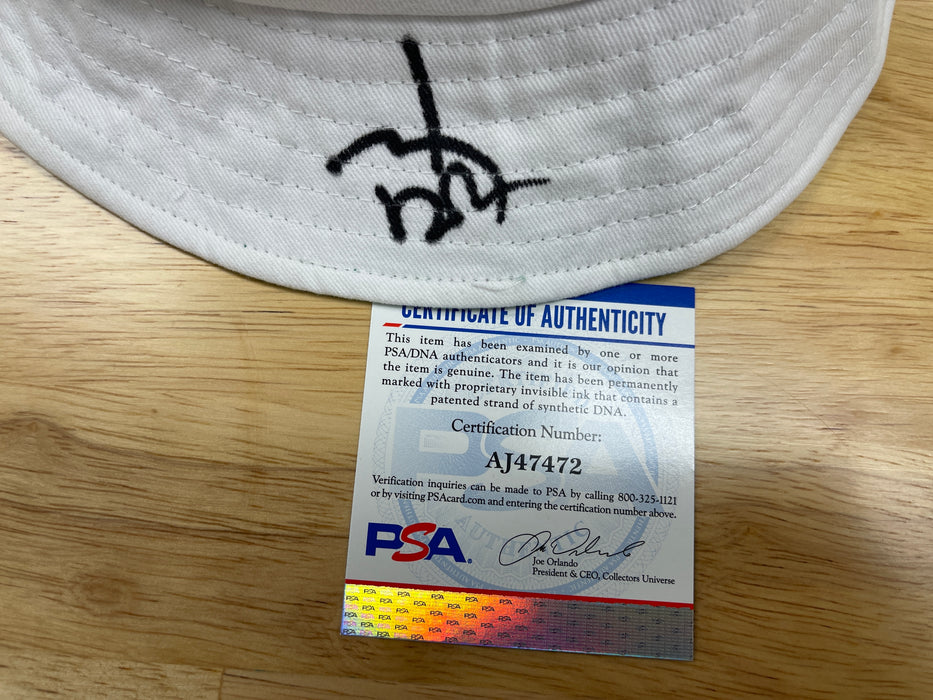 CERTIFICATE OF AUTHENTICITY
This item has been examined by one or more
PSA/DNA authenticators and it is our opinion that
the item is genuine. The item has been permanently
marked with proprietary invisible ink that contains a
patented strand of synthetic DNA.
Certification Number:
AJ47472
Verification inquiries can be made to PSA by calling 800-325-1121
or by visiting PSAcard.com and entering the certification number above.
PSA
Joe Orlando
President & CEO, Collectors Universe